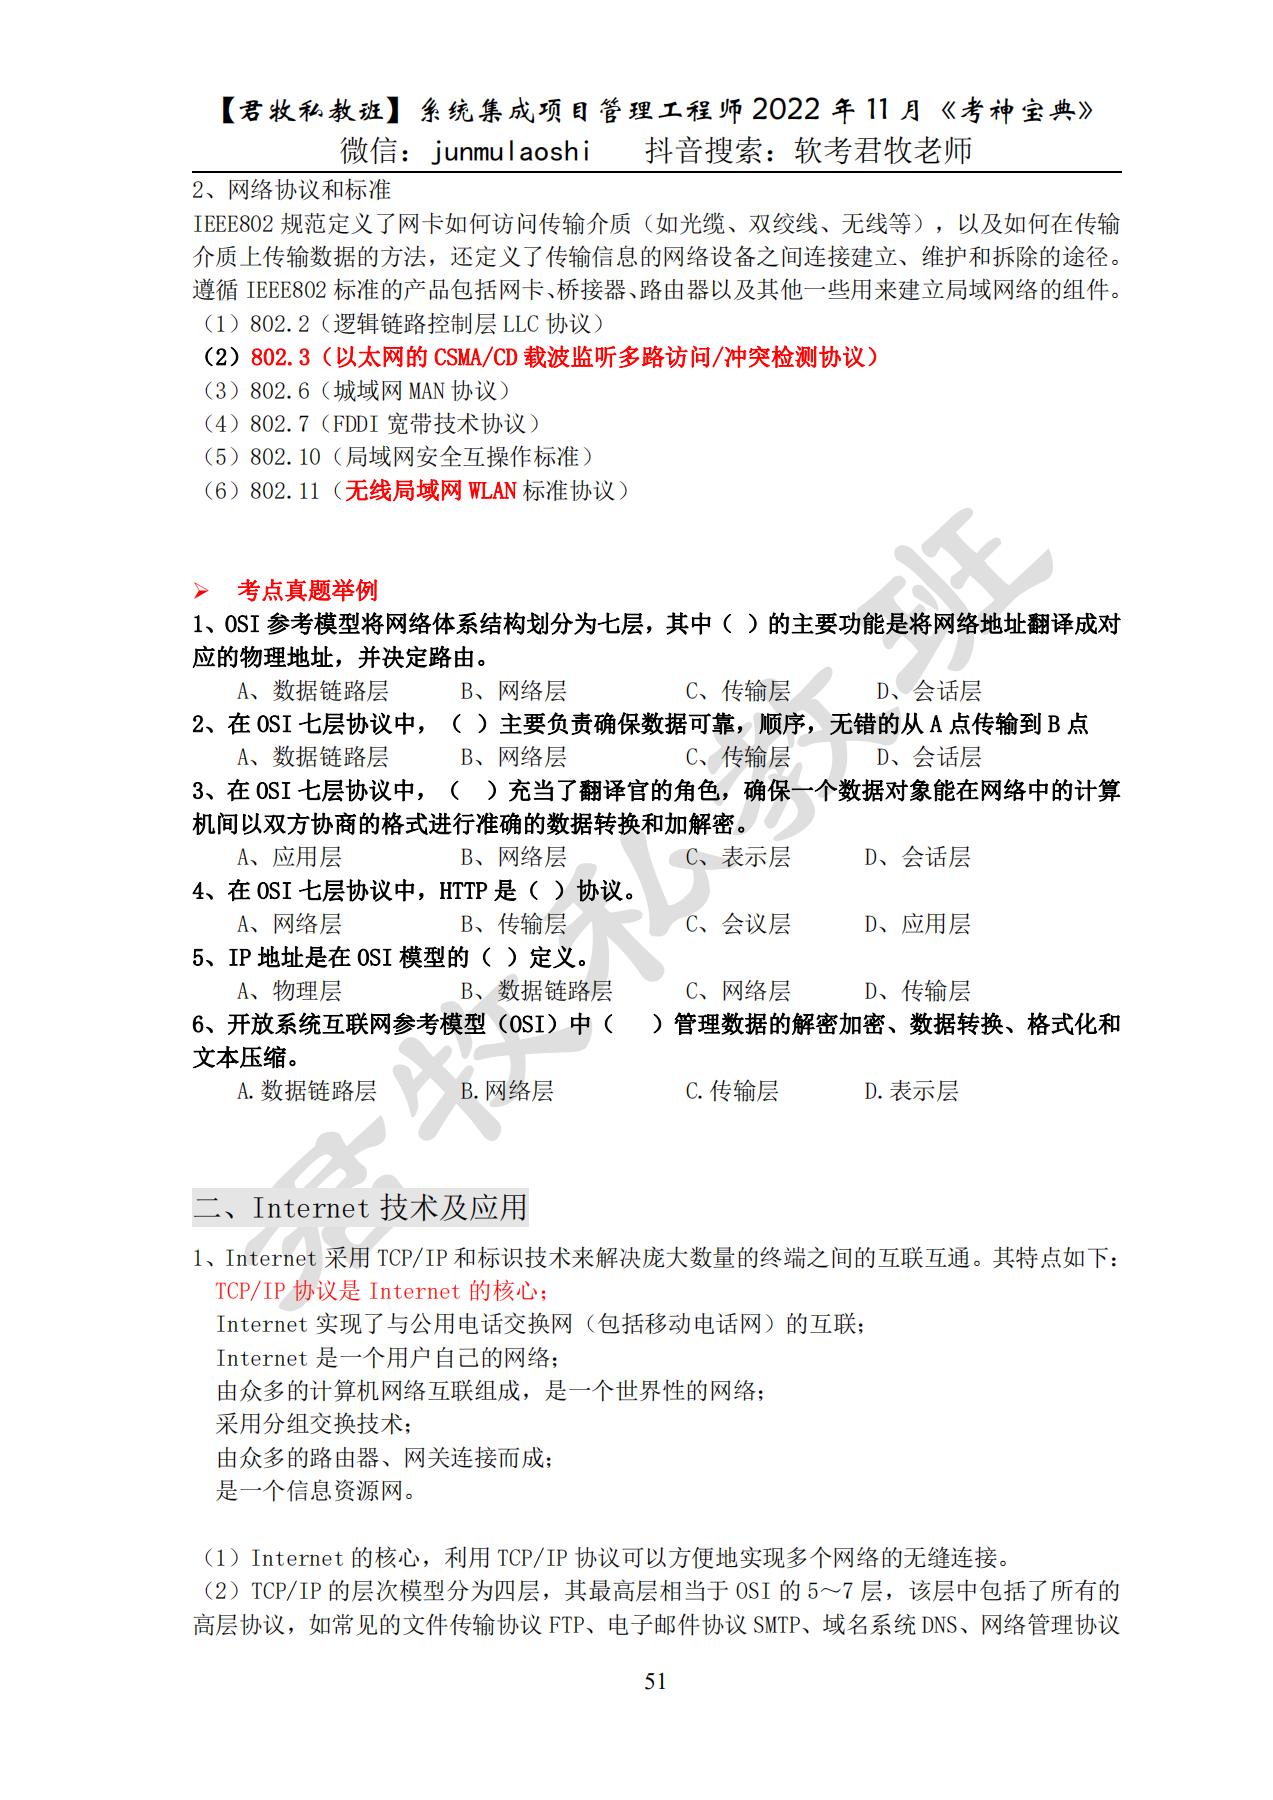 【君牧私教班】系统集成项目管理工程师 2022 年 11 月《考神宝典》
微信：junmulaoshi 抖音搜索：软考君牧老师
2、网络协议和标准
IEEE802 规范定义了网卡如何访问传输介质（如光缆、双绞线、无线等），以及如何在传输
介质上传输数据的方法，还定义了传输信息的网络设备之间连接建立、维护和拆除的途径。
遵循 IEEE802 标准的产品包括网卡、桥接器、路由器以及其他一些用来建立局域网络的组件。
（1）802.2（逻辑链路控制层 LLC 协议）
（2）802.3（以太网的 CSMA/CD 载波监听多路访问/冲突检测协议）
（3）802.6（城域网 MAN 协议）
（4）802.7（FDDI 宽带技术协议）
（5）802.10（局域网安全互操作标准）
（6）802.11（无线局域网 WLAN 标准协议）
➢ 考点真题举例
1、OSI 参考模型将网络体系结构划分为七层，其中（ ）的主要功能是将网络地址翻译成对
应的物理地址，并决定路由。
A、数据链路层 B、网络层 C、传输层 D、会话层
2、在 OSI 七层协议中，（ ）主要负责确保数据可靠，顺序，无错的从 A 点传输到 B 点
A、数据链路层 B、网络层 C、传输层 D、会话层
3、在 OSI 七层协议中，（ ）充当了翻译官的角色，确保一个数据对象能在网络中的计算
机间以双方协商的格式进行准确的数据转换和加解密。
A、应用层 B、网络层 C、表示层 D、会话层
4、在 OSI 七层协议中，HTTP 是（ ）协议。
A、网络层 B、传输层 C、会议层 D、应用层
5、IP 地址是在 OSI 模型的（ ）定义。
A、物理层 B、数据链路层 C、网络层 D、传输层
6、开放系统互联网参考模型（OSI）中（ ）管理数据的解密加密、数据转换、格式化和
文本压缩。
A.数据链路层 B.网络层 C.传输层 D.表示层
君牧私教班
二、Internet 技术及应用
1、Internet 采用 TCP/IP 和标识技术来解决庞大数量的终端之间的互联互通。其特点如下：
TCP/IP 协议是 Internet 的核心；
Internet 实现了与公用电话交换网（包括移动电话网）的互联；
Internet 是一个用户自己的网络；
由众多的计算机网络互联组成，是一个世界性的网络；
采用分组交换技术；
由众多的路由器、网关连接而成；
是一个信息资源网。
（1）Internet 的核心，利用 TCP/IP 协议可以方便地实现多个网络的无缝连接。
（2）TCP/IP 的层次模型分为四层，其最高层相当于 OSI 的 5～7 层，该层中包括了所有的
高层协议，如常见的文件传输协议 FTP、电子邮件协议 SMTP、域名系统 DNS、网络管理协议
51